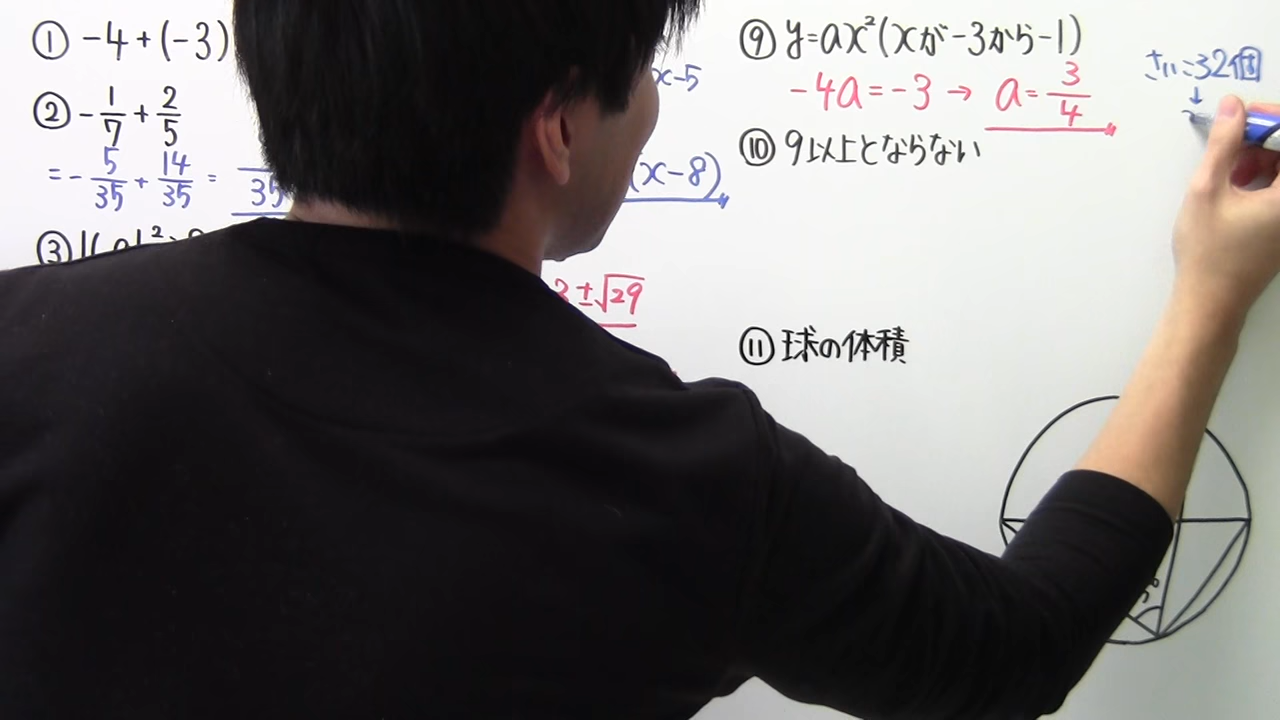 ① -4+(-3)
② -1/7+2/5
=-5/35+14/35=
35
③
x-5
(x-8)
3±√29
⑨ y=ax²(xが-3から-1)
-4a=-3→ a=3/4
⑩ 9以上とならない
さいころ2個
↓
⑪ 球の体積